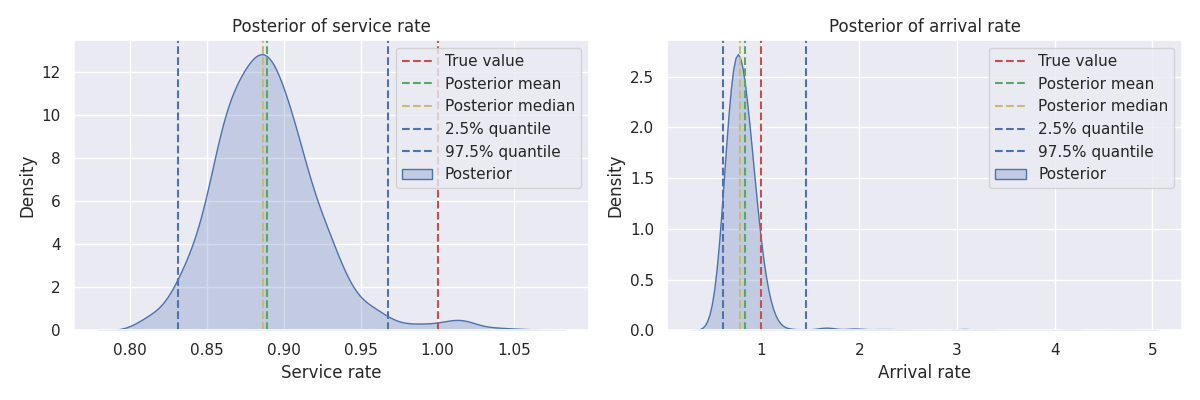 Posterior of service rate
Density
12
10
8
6
4
2
0
0.80
0.85
0.90
0.95
1.00
1.05
Service rate
True value
Posterior mean
Posterior median
2.5% quantile
97.5% quantile
Posterior
Posterior of arrival rate
Density
2.5
2.0
1.5
1.0
0.5
0.0
1
2
3
4
5
Arrival rate
True value
Posterior mean
Posterior median
2.5% quantile
97.5% quantile
Posterior